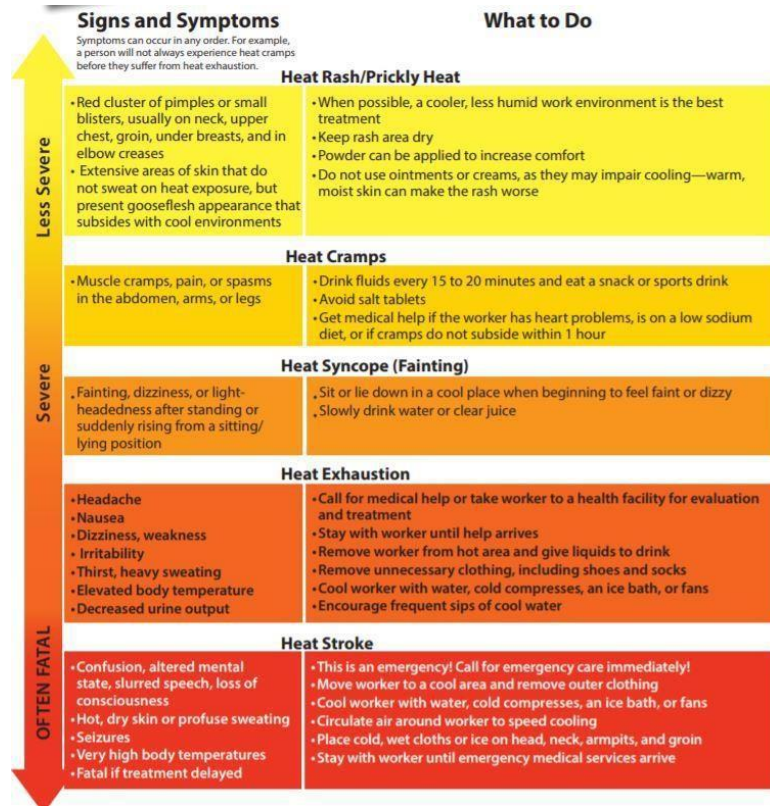 Signs and Symptoms
What to Do
Symptoms can occur in any order. For example,
a person will not always experience heat cramps
before they suffer from heat exhaustion.
Less Severe
Severe
OFTEN FATAL
Heat Rash/Prickly Heat
•Red cluster of pimples or small
blisters, usually on neck, upper
chest, groin, under breasts, and in
elbow creases
• Extensive areas of skin that do
not sweat on heat exposure, but
present gooseflesh appearance that
subsides with cool environments
•When possible, a cooler, less humid work environment is the best
treatment
•Keep rash area dry
•Powder can be applied to increase comfort
•Do not use ointments or creams, as they may impair cooling—warm,
moist skin can make the rash worse
Heat Cramps
•Muscle cramps, pain, or spasms
in the abdomen, arms, or legs
•Drink fluids every 15 to 20 minutes and eat a snack or sports drink
•Avoid salt tablets
•Get medical help if the worker has heart problems, is on a low sodium
diet, or if cramps do not subside within 1 hour
Heat Syncope (Fainting)
•Fainting, dizziness, or light-
headedness after standing or
suddenly rising from a sitting/
lying position
•Sit or lie down in a cool place when beginning to feel faint or dizzy
•Slowly drink water or clear juice
Heat Exhaustion
•Headache
•Nausea
•Dizziness, weakness
• Irritability
•Thirst, heavy sweating
•Elevated body temperature
•Decreased urine output
•Call for medical help or take worker to a health facility for evaluation
and treatment
•Stay with worker until help arrives
•Remove worker from hot area and give liquids to drink
•Remove unnecessary clothing, including shoes and socks
•Cool worker with water, cold compresses, an ice bath, or fans
•Encourage frequent sips of cool water
Heat Stroke
•Confusion, altered mental
state, slurred speech, loss of
consciousness
•Hot, dry skin or profuse sweating
•Seizures
•Very high body temperatures
•Fatal if treatment delayed
•This is an emergency! Call for emergency care immediately!
•Move worker to a cool area and remove outer clothing
•Cool worker with water, cold compresses, an ice bath, or fans
•Circulate air around worker to speed cooling
•Place cold, wet cloths or ice on head, neck, armpits, and groin
•Stay with worker until emergency medical services arrive